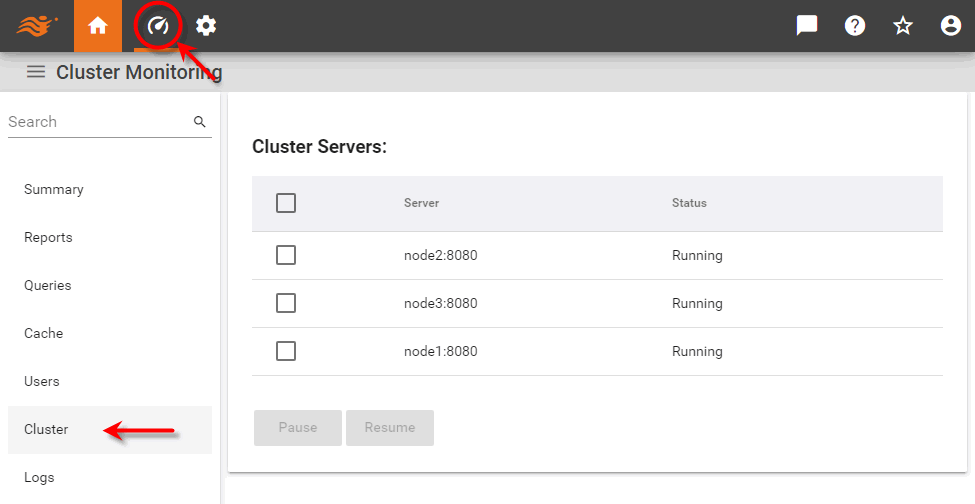 Cluster Monitoring
Search
Summary
Reports
Queries
Cache
Users
Cluster
Logs
Cluster Servers:
Server Status
node2:8080 Running
node3:8080 Running
node1:8080 Running
Pause Resume